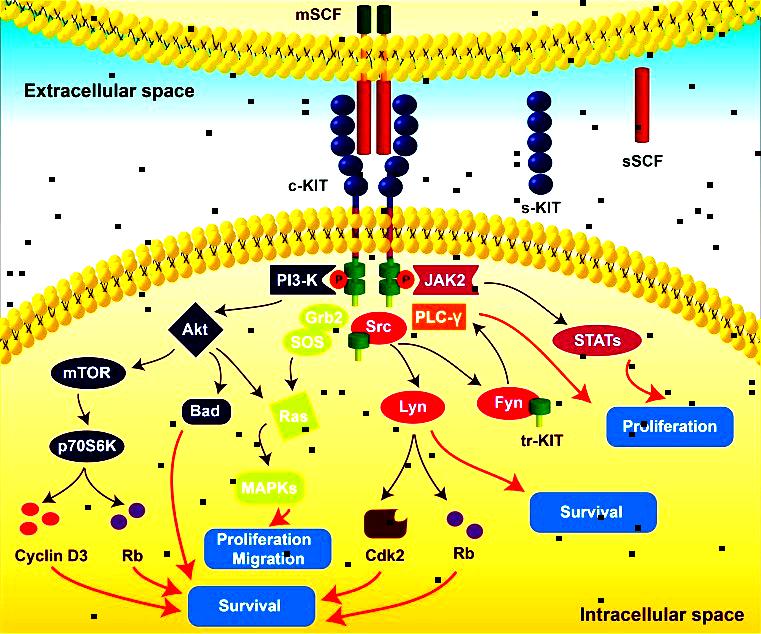 mSCF
Extracellular space
sSCF
c-KIT
s-KIT
PI3-K
P
P
JAK2
Grb2
Src
PLC-γ
Akt
SOS
STATs
mTOR
Bad
Ras
Lyn
Fyn
Proliferation
tr-KIT
p70S6K
MAPKs
Survival
Proliferation
Migration
Cyclin D3
Rb
Cdk2
Rb
Survival
Intracellular space